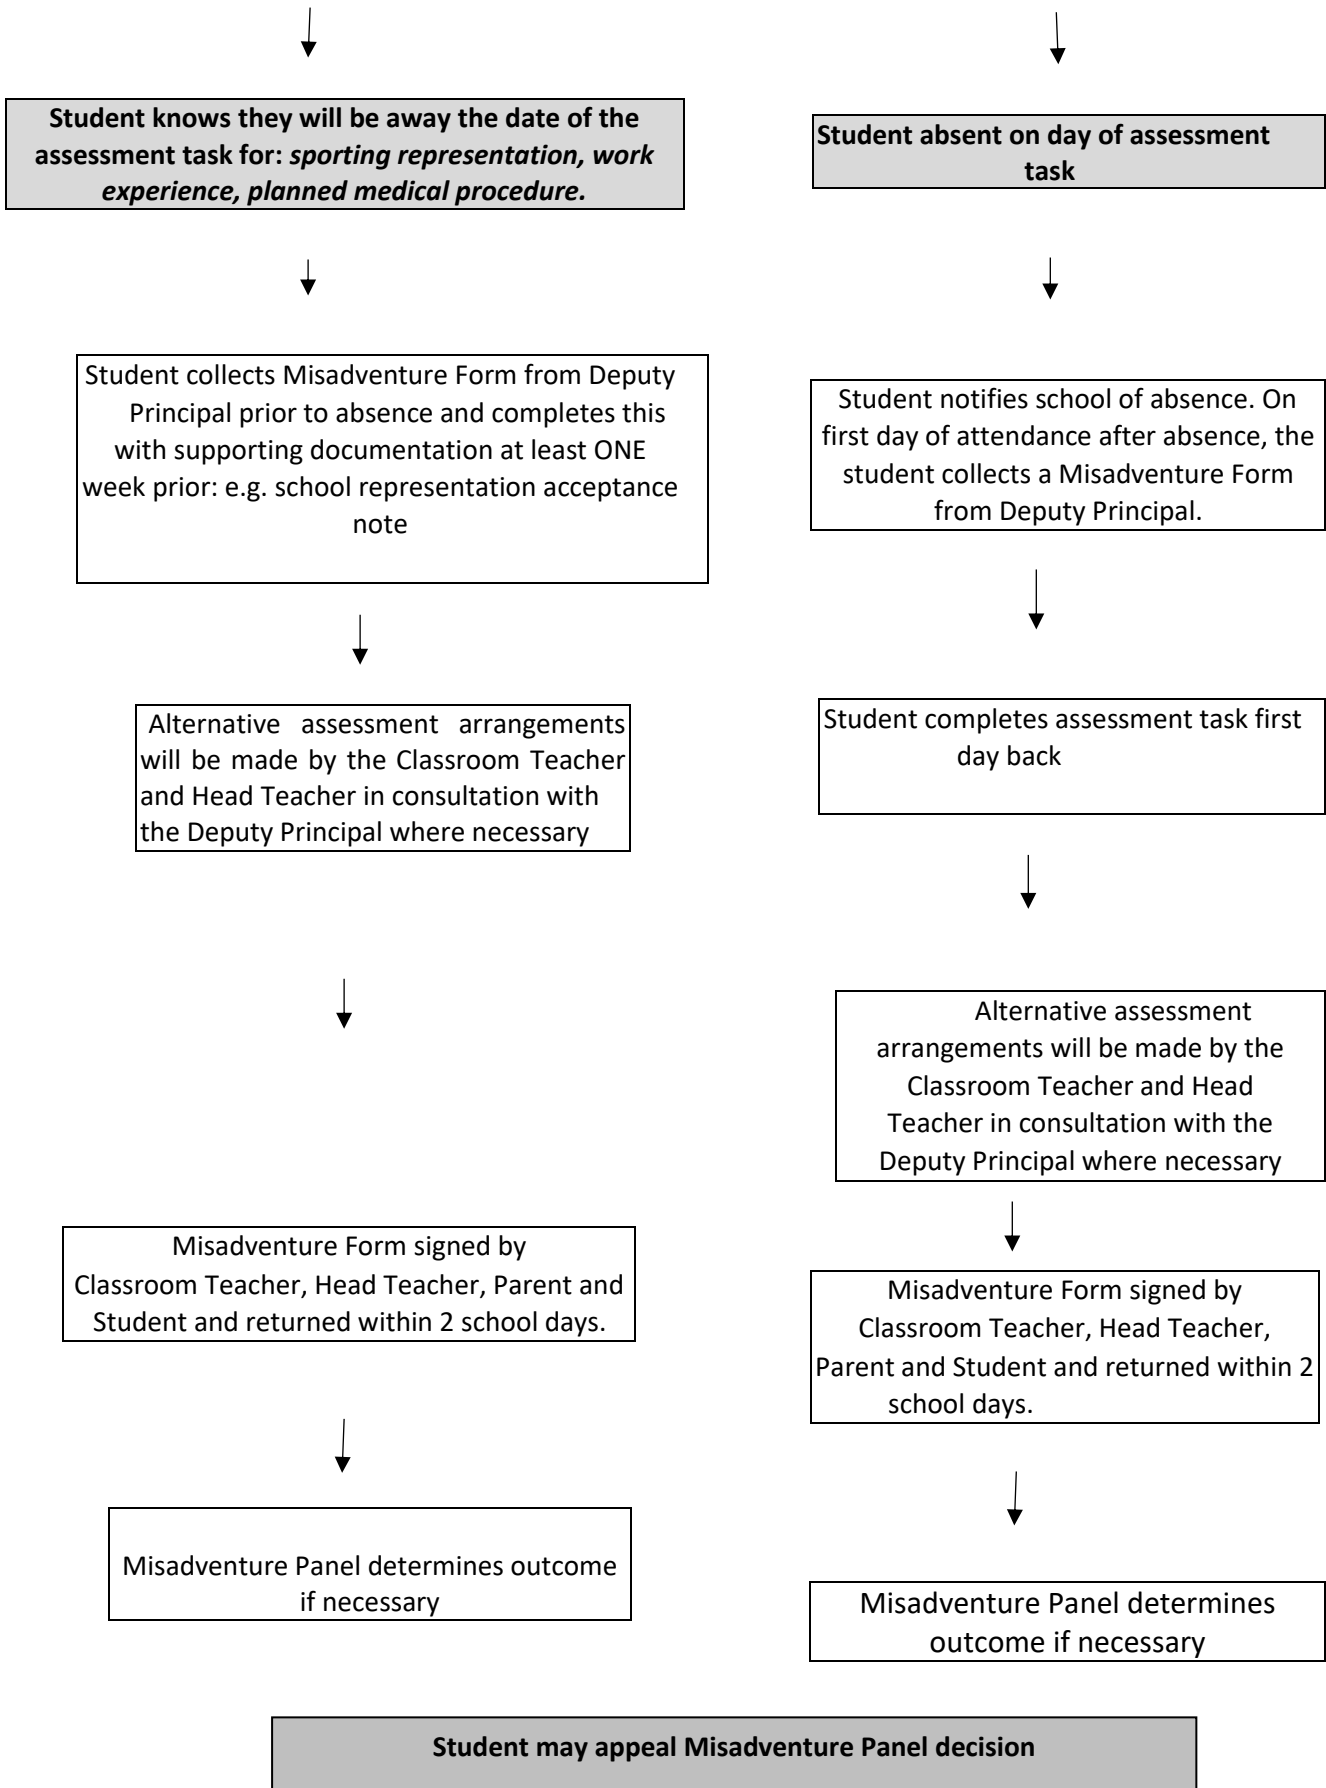 Student knows they will be away the date of the
assessment task for: sporting representation, work
experience, planned medical procedure.
Student collects Misadventure Form from Deputy
Principal prior to absence and completes this
with supporting documentation at least ONE
week prior: e.g. school representation acceptance
note
Alternative assessment arrangements
will be made by the Classroom Teacher
and Head Teacher in consultation with
the Deputy Principal where necessary
Misadventure Form signed by
Classroom Teacher, Head Teacher, Parent and
Student and returned within 2 school days.
Misadventure Panel determines outcome
if necessary
Student absent on day of assessment
task
Student notifies school of absence. On
first day of attendance after absence, the
student collects a Misadventure Form
from Deputy Principal.
Student completes assessment task first
day back
Alternative assessment
arrangements will be made by the
Classroom Teacher and Head
Teacher in consultation with the
Deputy Principal where necessary
Misadventure Form signed by
Classroom Teacher, Head Teacher,
Parent and Student and returned within 2
school days.
Misadventure Panel determines
outcome if necessary
Student may appeal Misadventure Panel decision